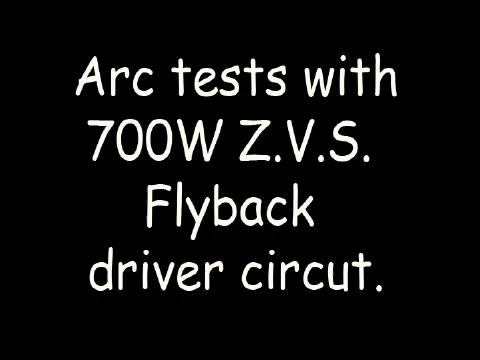 Arc tests with
700W Z.V.S.
Flyback
driver circut.